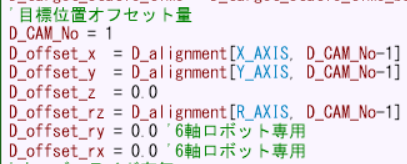 '目標位置オフセット量
D_CAM_No = 1
D_offset_x = D_alignment[X_AXIS, D_CAM_No-1]
D_offset_y = D_alignment[Y_AXIS, D_CAM_No-1]
D_offset_z = 0.0
D_offset_rz = D_alignment[R_AXIS, D_CAM_No-1]
D_offset_ry = 0.0 '6軸ロボット専用
D_offset_rx = 0.0 '6軸ロボット専用